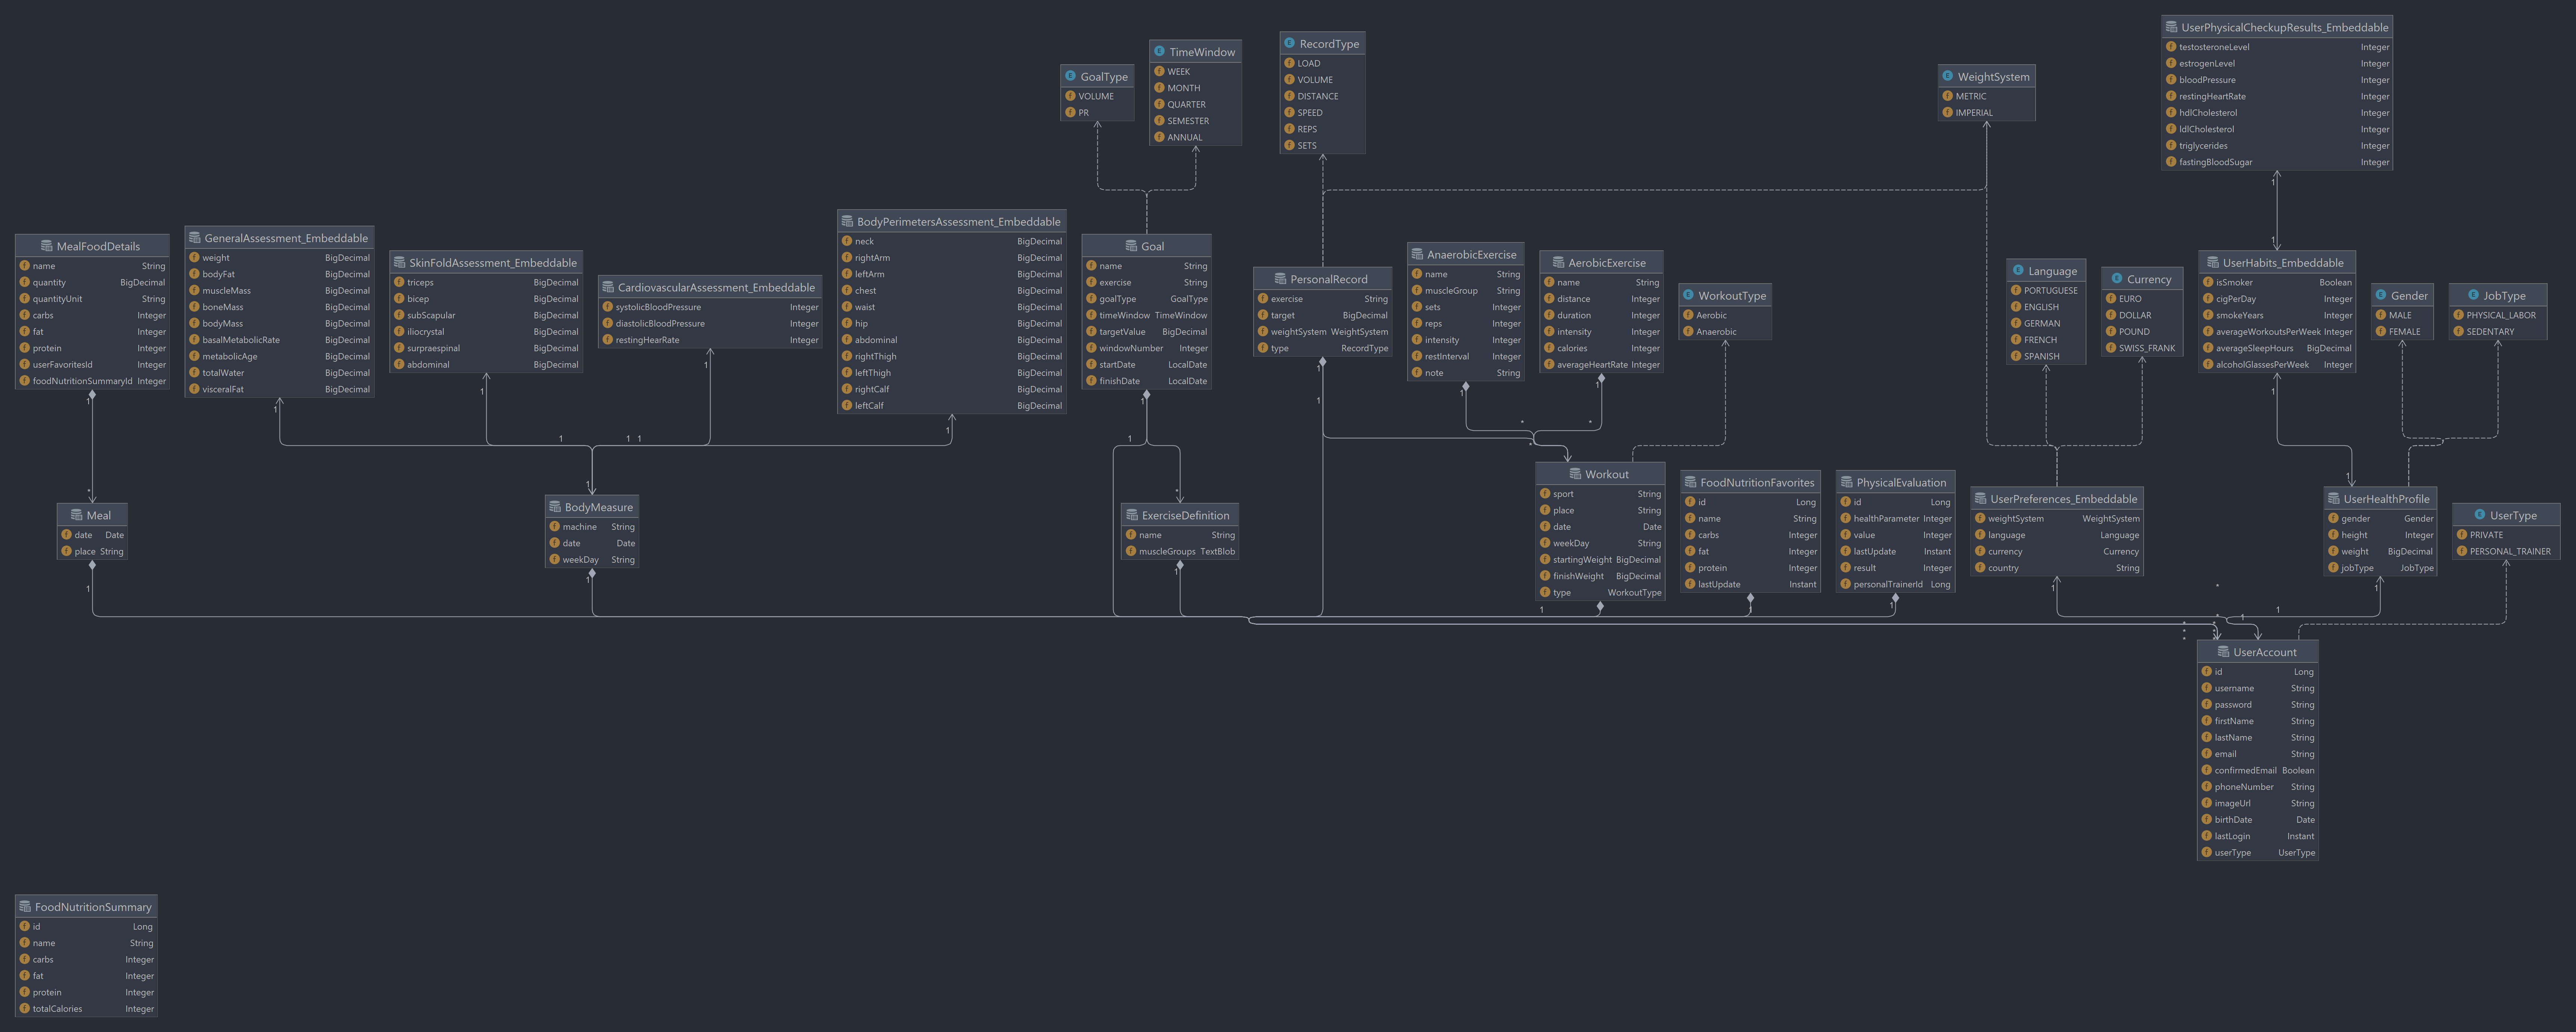 GoalType
VOLUME
PR
TimeWindow
WEEK
MONTH
QUARTER
SEMESTER
ANNUAL
RecordType
LOAD
VOLUME
DISTANCE
SPEED
REPS
SETS
WeightSystem
METRIC
IMPERIAL
UserPhysicalCheckupResults_Embeddable
testosteroneLevel Integer
estrogenLevel Integer
bloodPressure Integer
restingHeartRate Integer
hdlCholesterol Integer
ldlCholesterol Integer
triglycerides Integer
fastingBloodSugar Integer
MealFoodDetails
name String
quantity BigDecimal
quantityUnit String
carbs Integer
fat Integer
protein Integer
userFavoritesId Integer
foodNutritionSummaryId Integer
GeneralAssessment_Embeddable
weight BigDecimal
bodyFat BigDecimal
muscleMass BigDecimal
boneMass BigDecimal
bodyMass BigDecimal
basalMetabolicRate BigDecimal
metabolicAge BigDecimal
totalWater BigDecimal
visceralFat BigDecimal
SkinFoldAssessment_Embeddable
triceps BigDecimal
bicep BigDecimal
subScapular BigDecimal
iliocrystal BigDecimal
surpraespinal BigDecimal
abdominal BigDecimal
CardiovascularAssessment_Embeddable
systolicBloodPressure Integer
diastolicBloodPressure Integer
restingHearRate Integer
BodyPerimetersAssessment_Embeddable
neck BigDecimal
rightArm BigDecimal
leftArm BigDecimal
chest BigDecimal
waist BigDecimal
hip BigDecimal
abdominal BigDecimal
rightThigh BigDecimal
leftThigh BigDecimal
rightCalf BigDecimal
leftCalf BigDecimal
Goal
name String
exercise String
goalType GoalType
timeWindow TimeWindow
targetValue BigDecimal
windowNumber Integer
startDate LocalDate
finishDate LocalDate
PersonalRecord
exercise String
target BigDecimal
weightSystem WeightSystem
type RecordType
AnaerobicExercise
name String
muscleGroup String
sets Integer
reps Integer
intensity Integer
restInterval Integer
note String
AerobicExercise
name String
distance Integer
duration Integer
intensity Integer
calories Integer
averageHeartRate Integer
WorkoutType
Aerobic
Anaerobic
Language
PORTUGUESE
ENGLISH
GERMAN
FRENCH
SPANISH
Currency
EURO
DOLLAR
POUND
SWISS_FRANK
UserHabits_Embeddable
isSmoker Boolean
cigPerDay Integer
smokeYears Integer
averageWorkoutsPerWeek Integer
averageSleepHours BigDecimal
alcoholGlassesPerWeek Integer
Gender
MALE
FEMALE
JobType
PHYSICAL_LABOR
SEDENTARY
Meal
date Date
place String
BodyMeasure
machine String
date Date
weekDay String
ExerciseDefinition
name String
muscleGroups TextBlob
Workout
sport String
place String
date Date
weekDay String
startingWeight BigDecimal
finishWeight BigDecimal
type WorkoutType
FoodNutritionFavorites
id Long
name String
carbs Integer
fat Integer
protein Integer
lastUpdate Instant
PhysicalEvaluation
id Long
healthParameter Integer
value Integer
lastUpdate Instant
result Integer
personalTrainerId Long
UserPreferences_Embeddable
weightSystem WeightSystem
language Language
currency Currency
country String
UserHealthProfile
gender Gender
height Integer
weight BigDecimal
jobType JobType
UserType
PRIVATE
PERSONAL_TRAINER
UserAccount
id Long
username String
password String
firstName String
lastName String
email String
confirmedEmail Boolean
phoneNumber String
imageUrl String
birthDate Date
lastLogin Instant
userType UserType
FoodNutritionSummary
id Long
name String
carbs Integer
fat Integer
protein Integer
totalCalories Integer